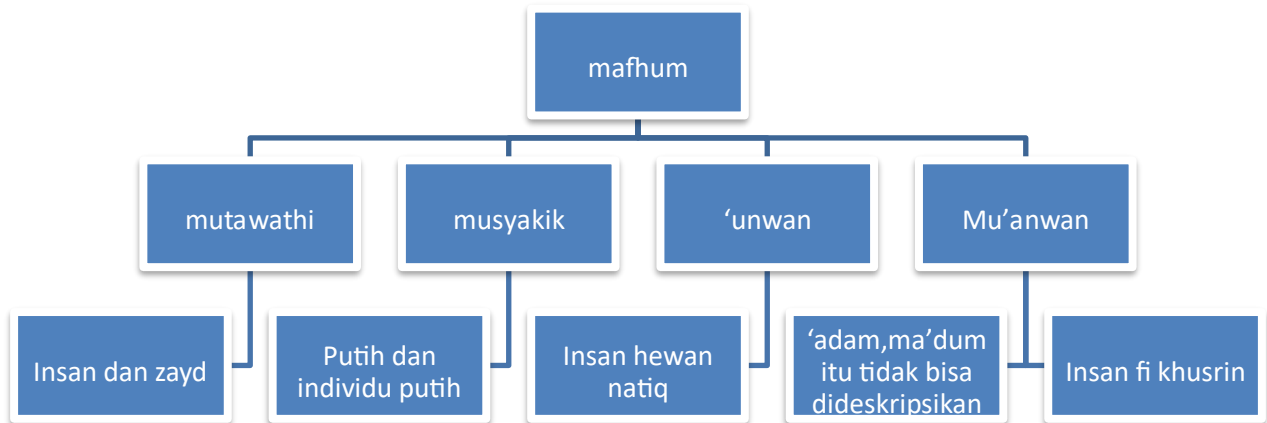 mafhum
mutawathi
musyakik
‘unwan
Mu’anwan
Insan dan zayd
Putih dan
individu putih
Insan hewan
natiq
‘adam,ma’dum
itu tidak bisa
dideskripsikan
Insan fi khusrin